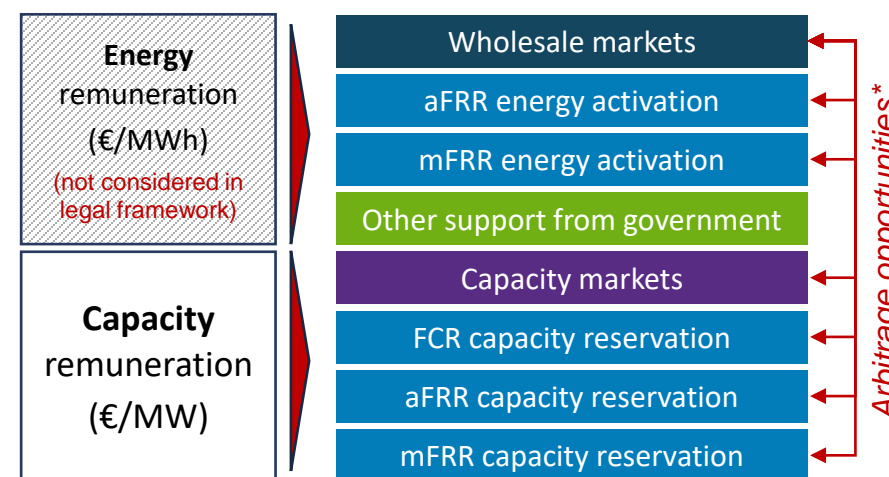 Energy
remuneration
(€/MWh)
(not considered in
legal framework)
Capacity
remuneration
(€/MW)
Wholesale markets
aFRR energy activation
mFRR energy activation
Other support from government
Capacity markets
FCR capacity reservation
aFRR capacity reservation
mFRR capacity reservation
Arbitrage opportunities*